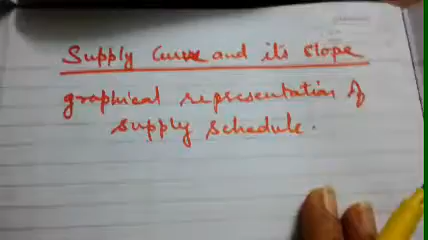 Supply Curve and its slope
graphical representation of
supply schedule.